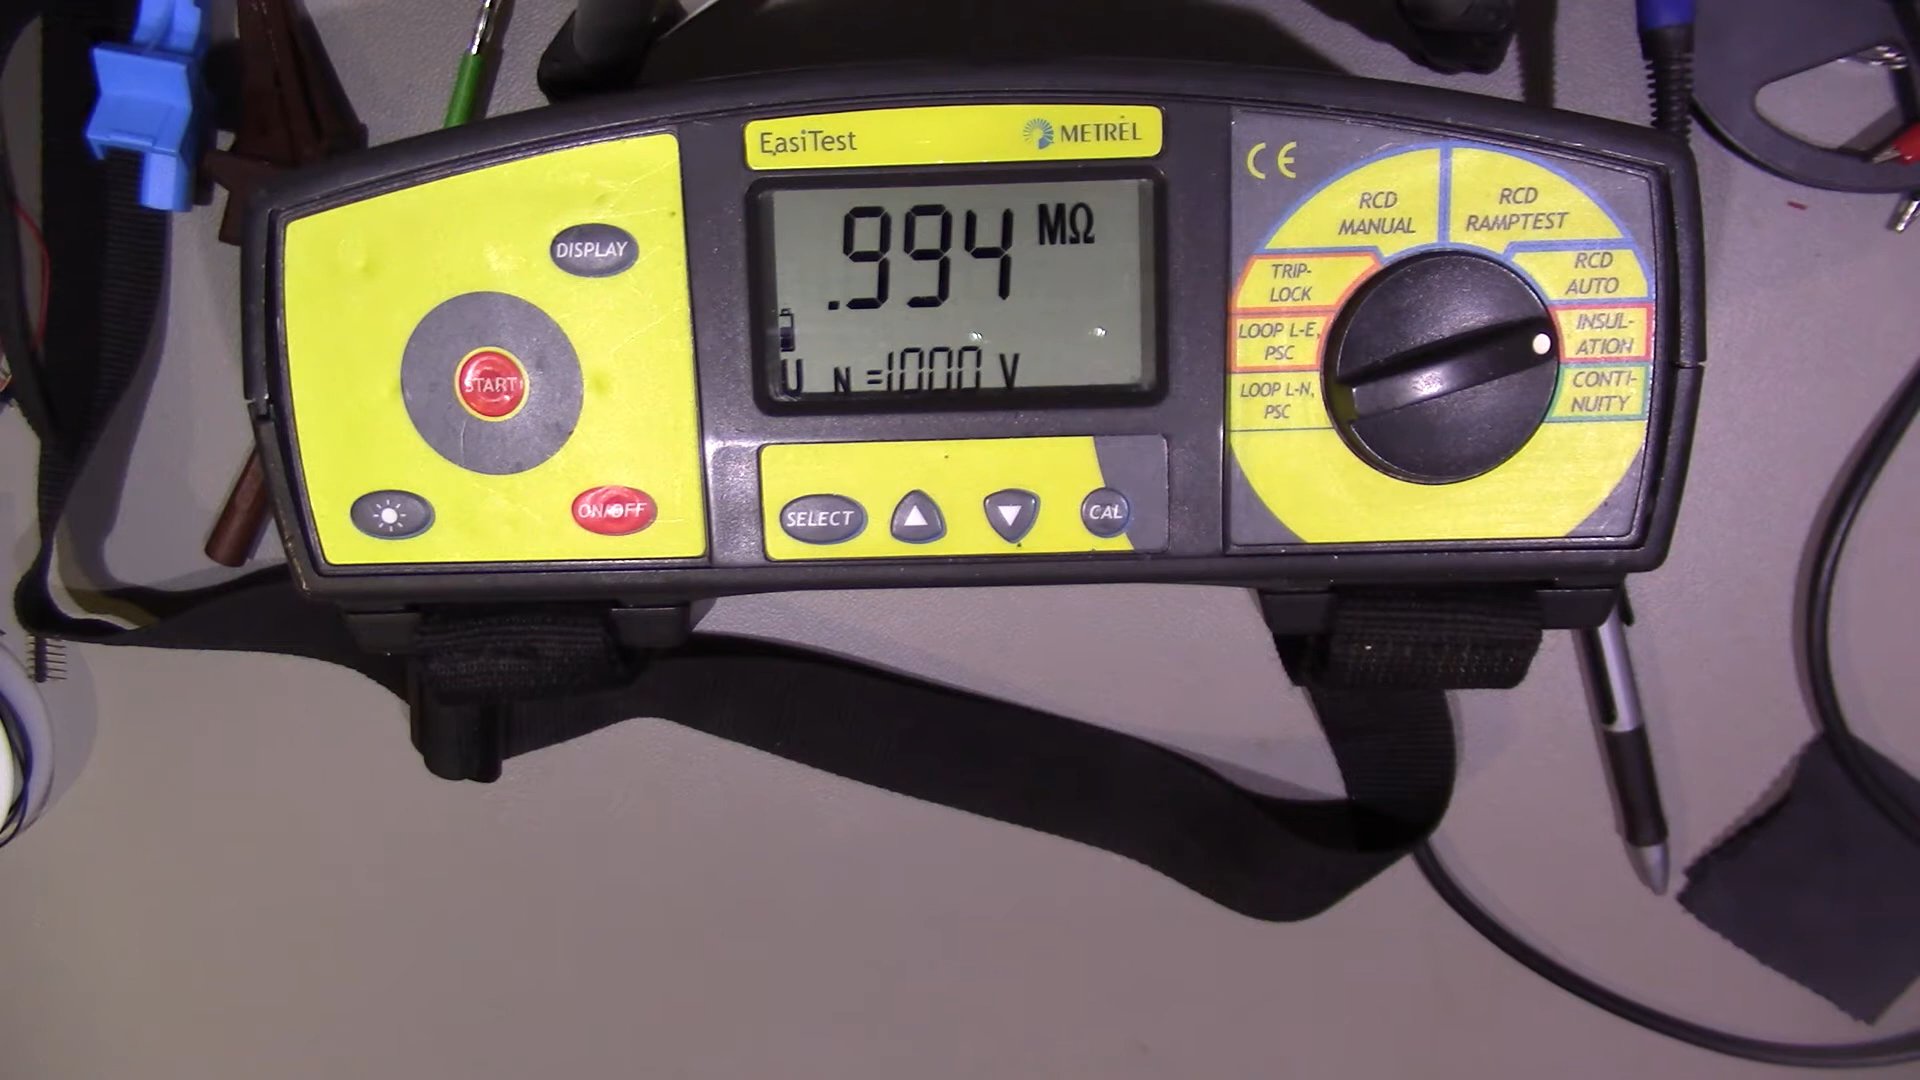 EasiTest METREL
.994 MΩ
U N =1000 V
DISPLAY
START
ON/OFF
SELECT
CAL
CE
RCD
MANUAL
RCD
RAMPTEST
TRIP-
LOCK
RCD
AUTO
LOOP L-E,
PSC
INSUL-
ATION
LOOP L-N,
PSC
CONTI-
NUITY